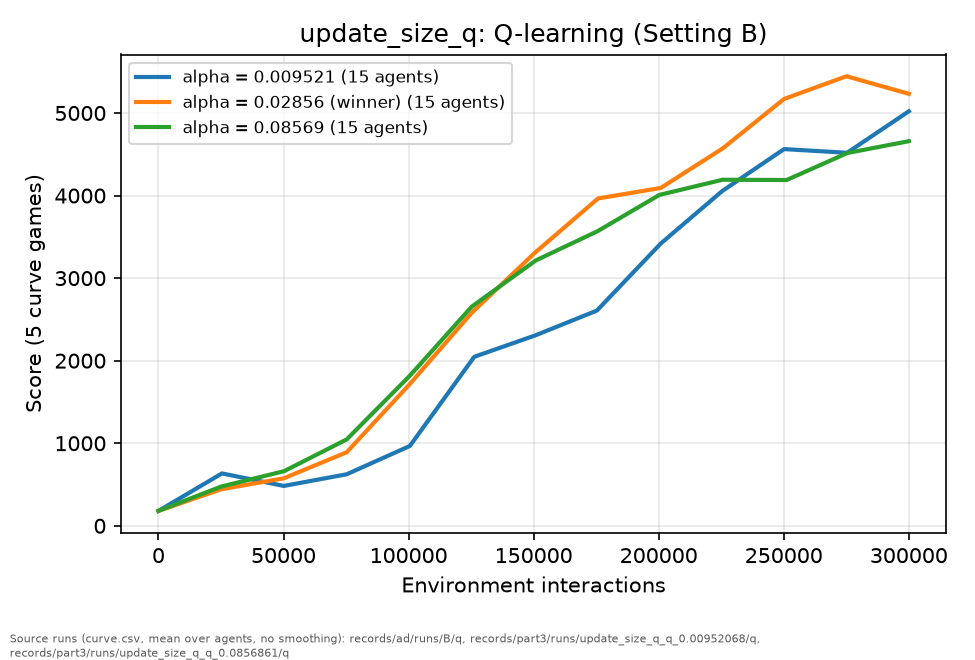 update_size_q: Q-learning (Setting B)
alpha = 0.009521 (15 agents)
alpha = 0.02856 (winner) (15 agents)
alpha = 0.08569 (15 agents)
Score (5 curve games)
5000
4000
3000
2000
1000
0
0 50000 100000 150000 200000 250000 300000
Environment interactions
Source runs (curve.csv, mean over agents, no smoothing): records/ad/runs/B/q, records/part3/runs/update_size_q_q_0.00952068/q,
records/part3/runs/update_size_q_q_0.0856861/q